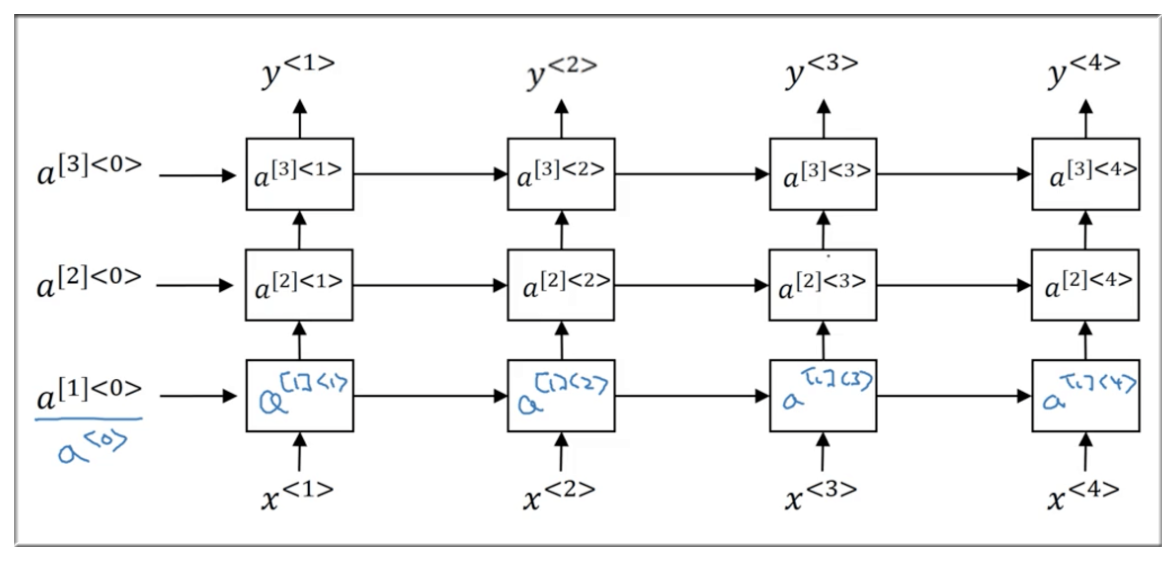 y<1> y<2> y<3> y<4>
a[3]<0> a[3]<1> a[3]<2> a[3]<3> a[3]<4>
a[2]<0> a[2]<1> a[2]<2> a[2]<3> a[2]<4>
a[1]<0> a[1]<1> a[1]<2> a[1]<3> a[1]<4>
a<0>
x<1> x<2> x<3> x<4>